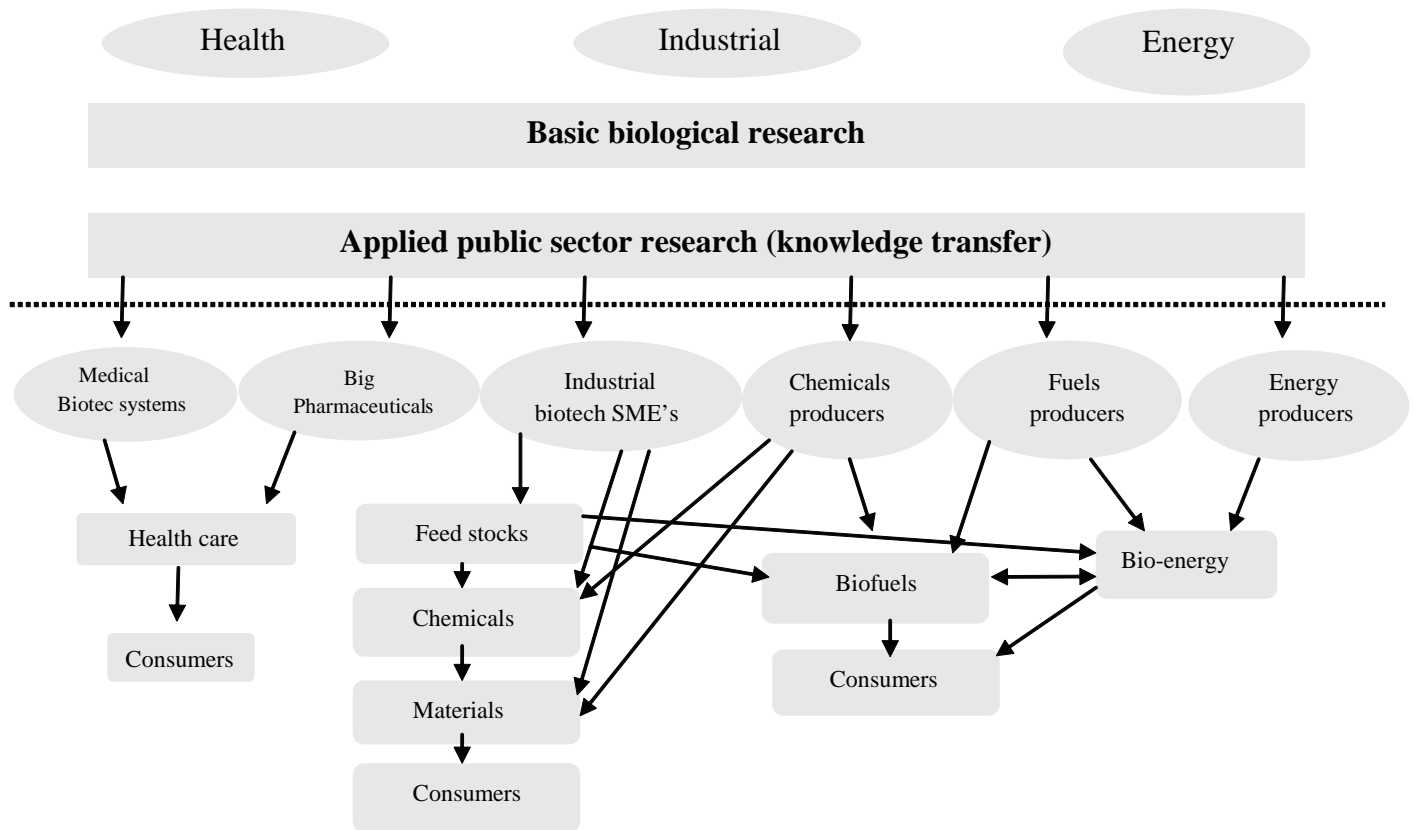 Health
Industrial
Energy
Basic biological research
Applied public sector research (knowledge transfer)
Medical
Biotec systems
Big
Pharmaceuticals
Industrial
biotech SME’s
Chemicals
producers
Fuels
producers
Energy
producers
Health care
Consumers
Feed stocks
Chemicals
Materials
Consumers
Biofuels
Bio-energy
Consumers